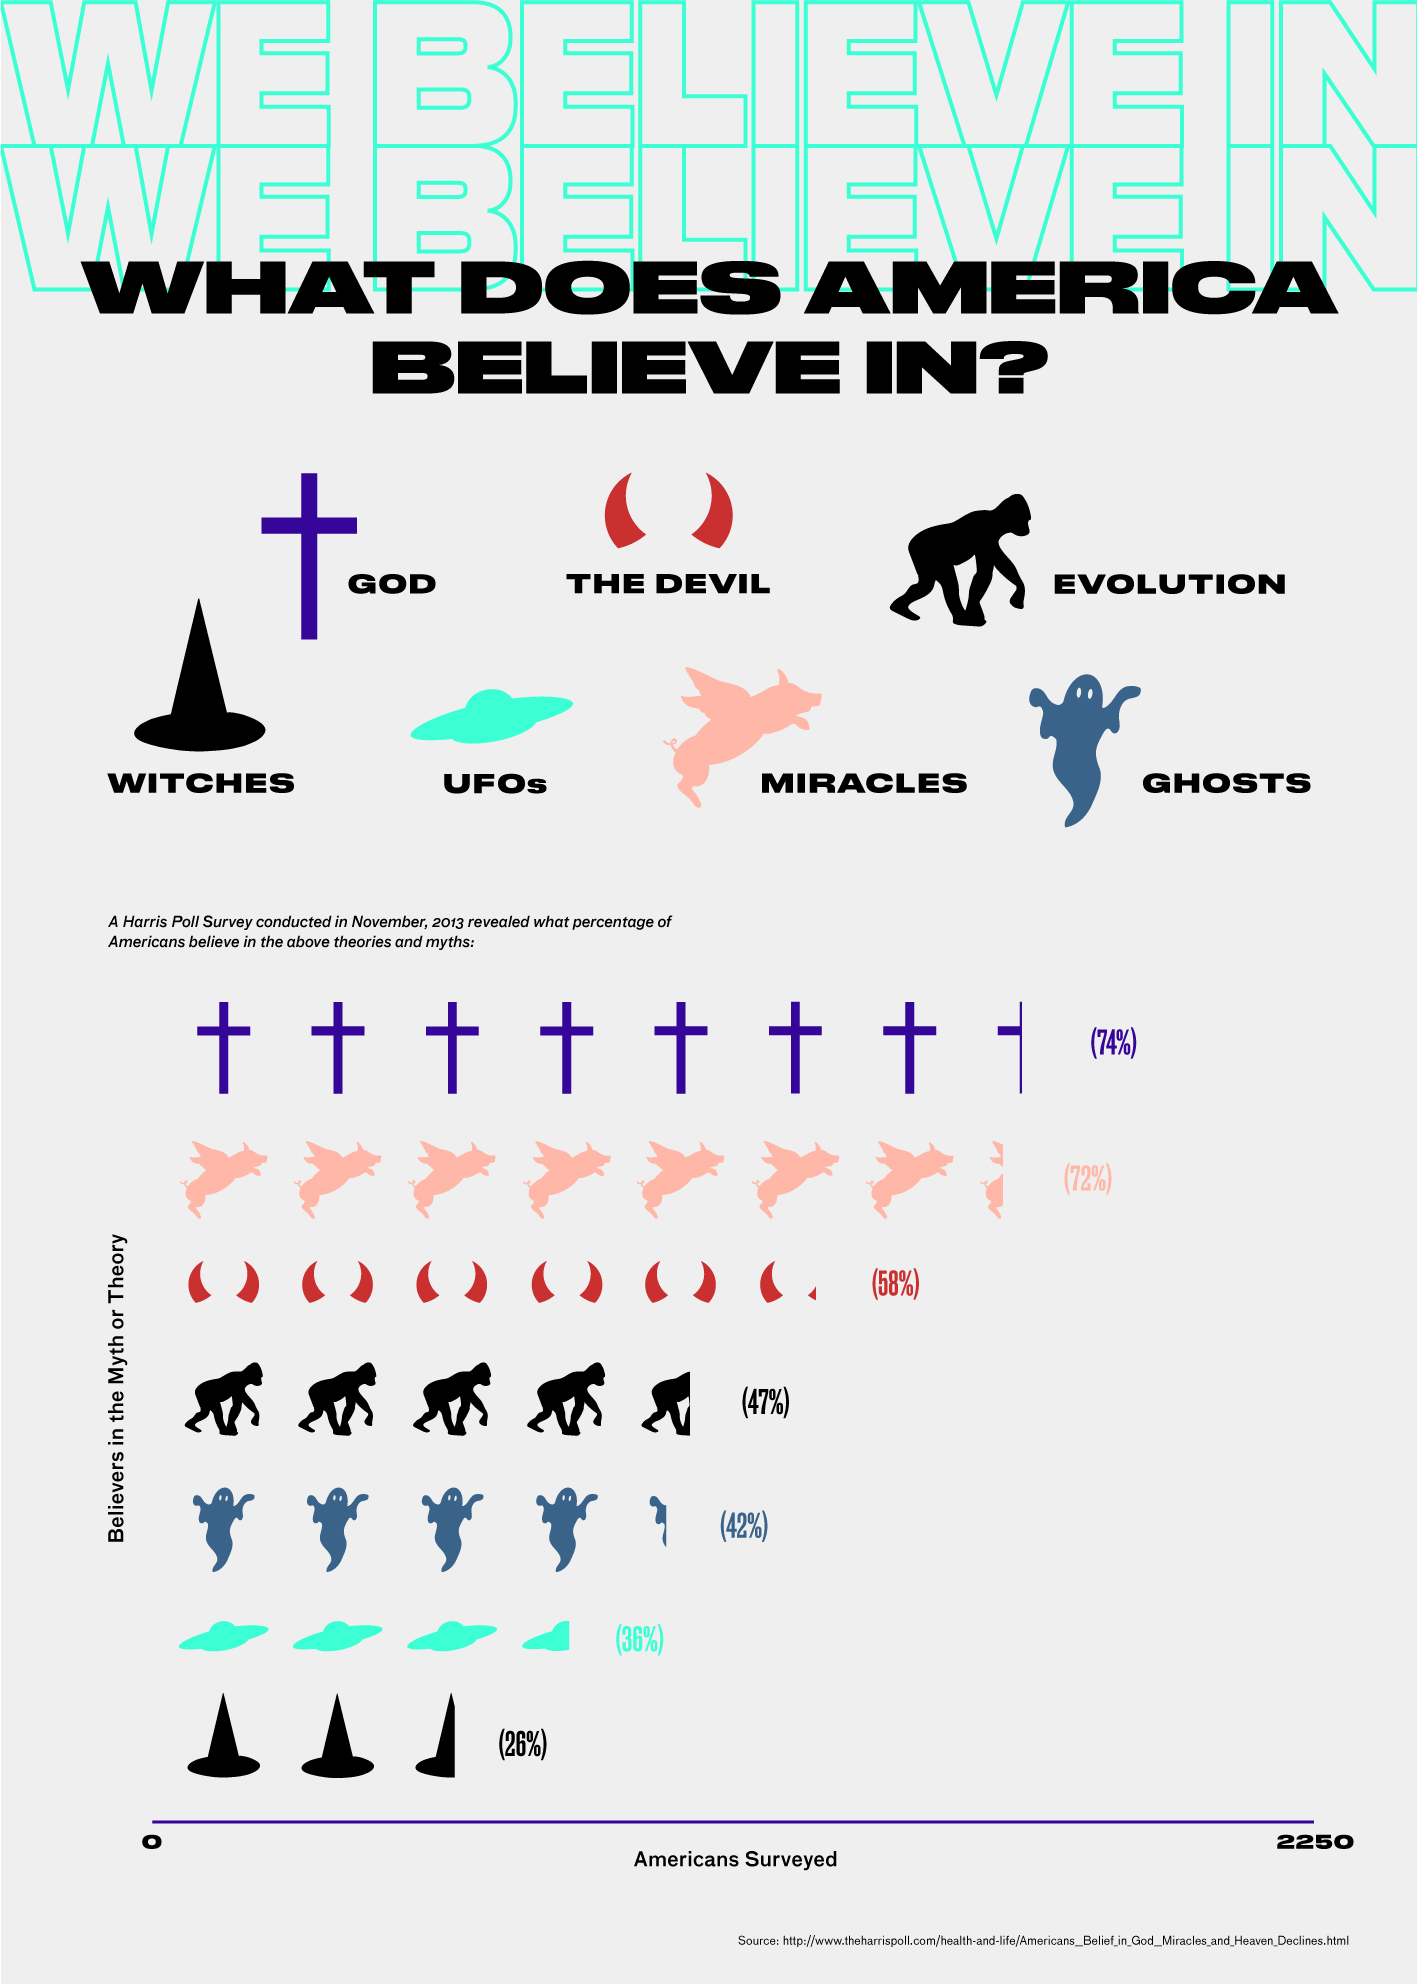 WE BELIEVE IN
WE BELIEVE IN
WHAT DOES AMERICA
BELIEVE IN?
GOD
THE DEVIL
EVOLUTION
WITCHES
UFOs
MIRACLES
GHOSTS
A Harris Poll Survey conducted in November, 2013 revealed what percentage of
Americans believe in the above theories and myths:
(74%)
(72%)
(58%)
(47%)
(42%)
(36%)
(26%)
Believers in the Myth or Theory
0
2250
Americans Surveyed
Source: http://www.theharrispoll.com/health-and-life/Americans__Belief_in_God__Miracles_and_Heaven_Declines.html